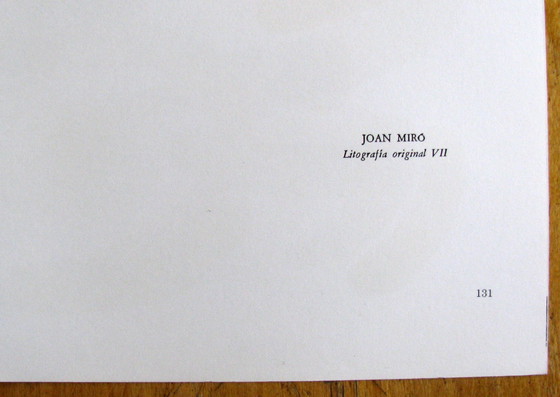 JOAN MIRÓ
Litografía original VII
131